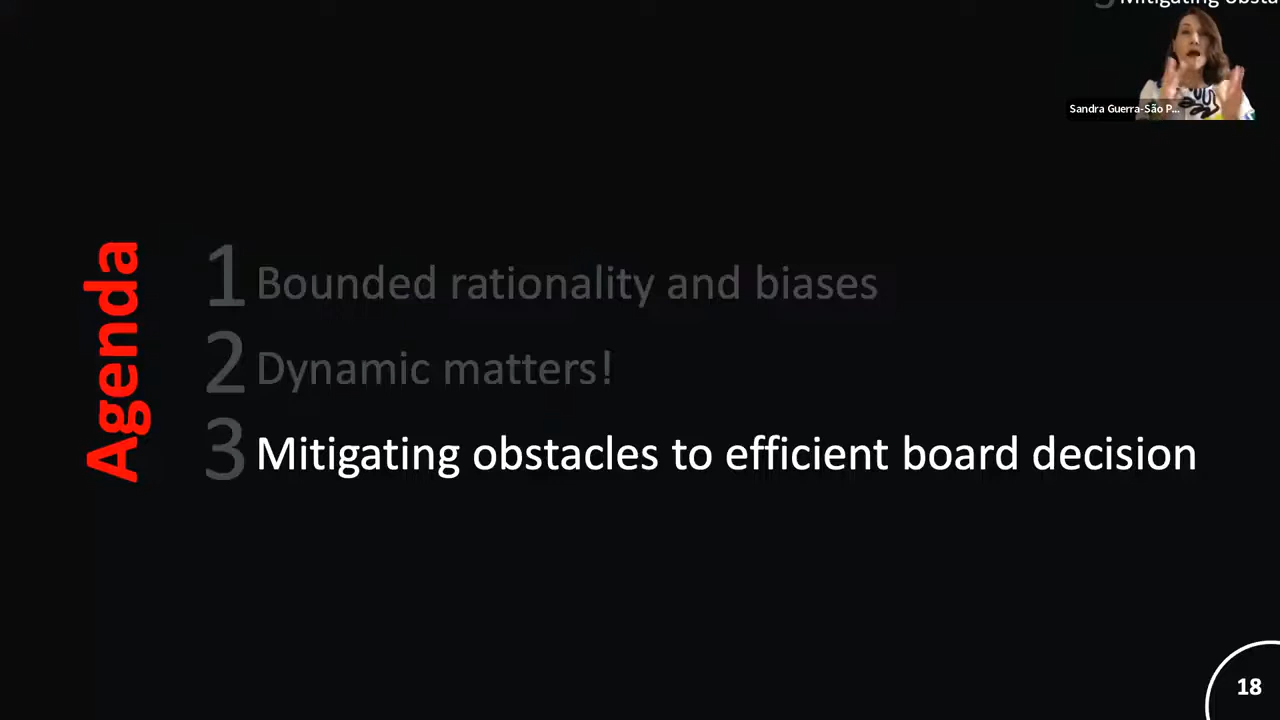 Mitigating
Sandra Guerra-São P...
Agenda
1 Bounded rationality and biases
2 Dynamic matters!
3 Mitigating obstacles to efficient board decision
18